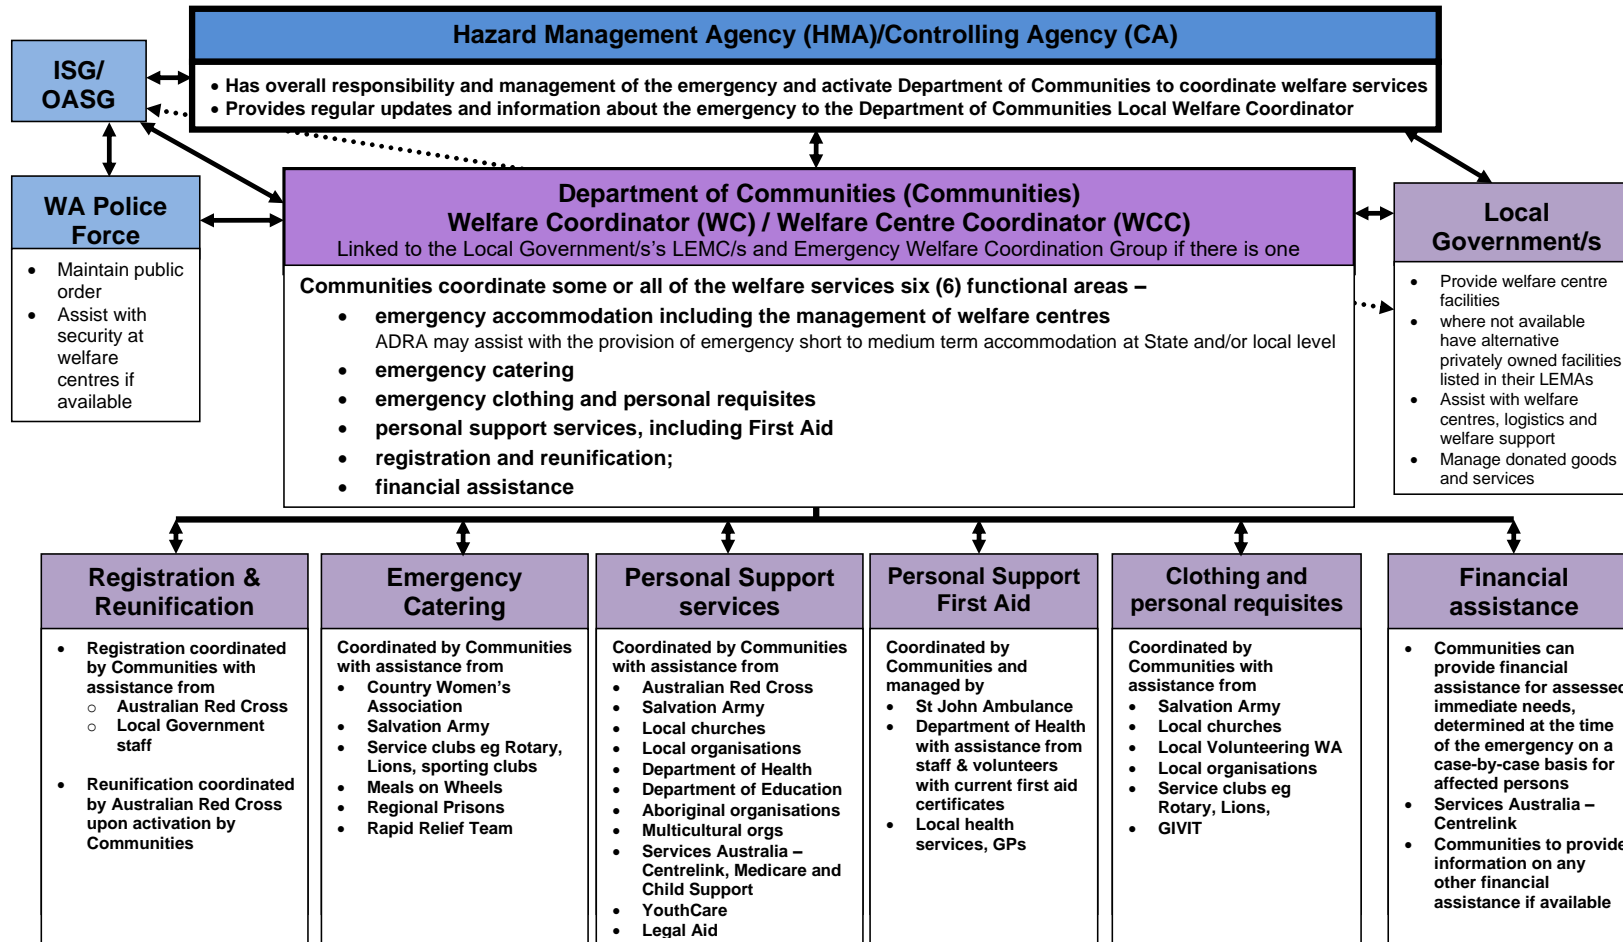 Hazard Management Agency (HMA)/Controlling Agency (CA)
• Has overall responsibility and management of the emergency and activate Department of Communities to coordinate welfare services
• Provides regular updates and information about the emergency to the Department of Communities Local Welfare Coordinator
ISG/
OASG
WA Police
Force
• Maintain public
order
• Assist with
security at
welfare
centres if
available
Department of Communities (Communities)
Welfare Coordinator (WC) / Welfare Centre Coordinator (WCC)
Linked to the Local Government/s's LEMC/s and Emergency Welfare Coordination Group if there is one
Communities coordinate some or all of the welfare services six (6) functional areas –
• emergency accommodation including the management of welfare centres
ADRA may assist with the provision of emergency short to medium term accommodation at State and/or local level
• emergency catering
• emergency clothing and personal requisites
• personal support services, including First Aid
• registration and reunification;
• financial assistance
Local
Government/s
• Provide welfare centre
facilities
• where not available
have alternative
privately owned facilities
listed in their LEMAs
• Assist with welfare
centres, logistics and
welfare support
• Manage donated goods
and services
Registration &
Reunification
• Registration coordinated
by Communities with
assistance from
o Australian Red Cross
o Local Government
staff
• Reunification coordinated
by Australian Red Cross
upon activation by
Communities
Emergency
Catering
Coordinated by Communities
with assistance from
• Country Women's
Association
• Salvation Army
• Service clubs eg Rotary,
Lions, sporting clubs
• Meals on Wheels
• Regional Prisons
• Rapid Relief Team
Personal Support
services
Coordinated by Communities
with assistance from
• Australian Red Cross
• Salvation Army
• Local churches
• Local organisations
• Department of Health
• Department of Education
• Aboriginal organisations
• Multicultural orgs
• Services Australia –
Centrelink, Medicare and
Child Support
• YouthCare
• Legal Aid
Personal Support
First Aid
Coordinated by
Communities and
managed by
• St John Ambulance
• Department of Health
with assistance from
staff & volunteers
with current first aid
certificates
• Local health
services, GPs
Clothing and
personal requisites
Coordinated by
Communities with
assistance from
• Salvation Army
• Local churches
• Local Volunteering WA
• Local organisations
• Service clubs eg
Rotary, Lions,
• GIVIT
Financial
assistance
• Communities can
provide financial
assistance for assessed
immediate needs,
determined at the time
of the emergency on a
case-by-case basis for
affected persons
• Services Australia –
Centrelink
• Communities to provide
information on any
other financial
assistance if available